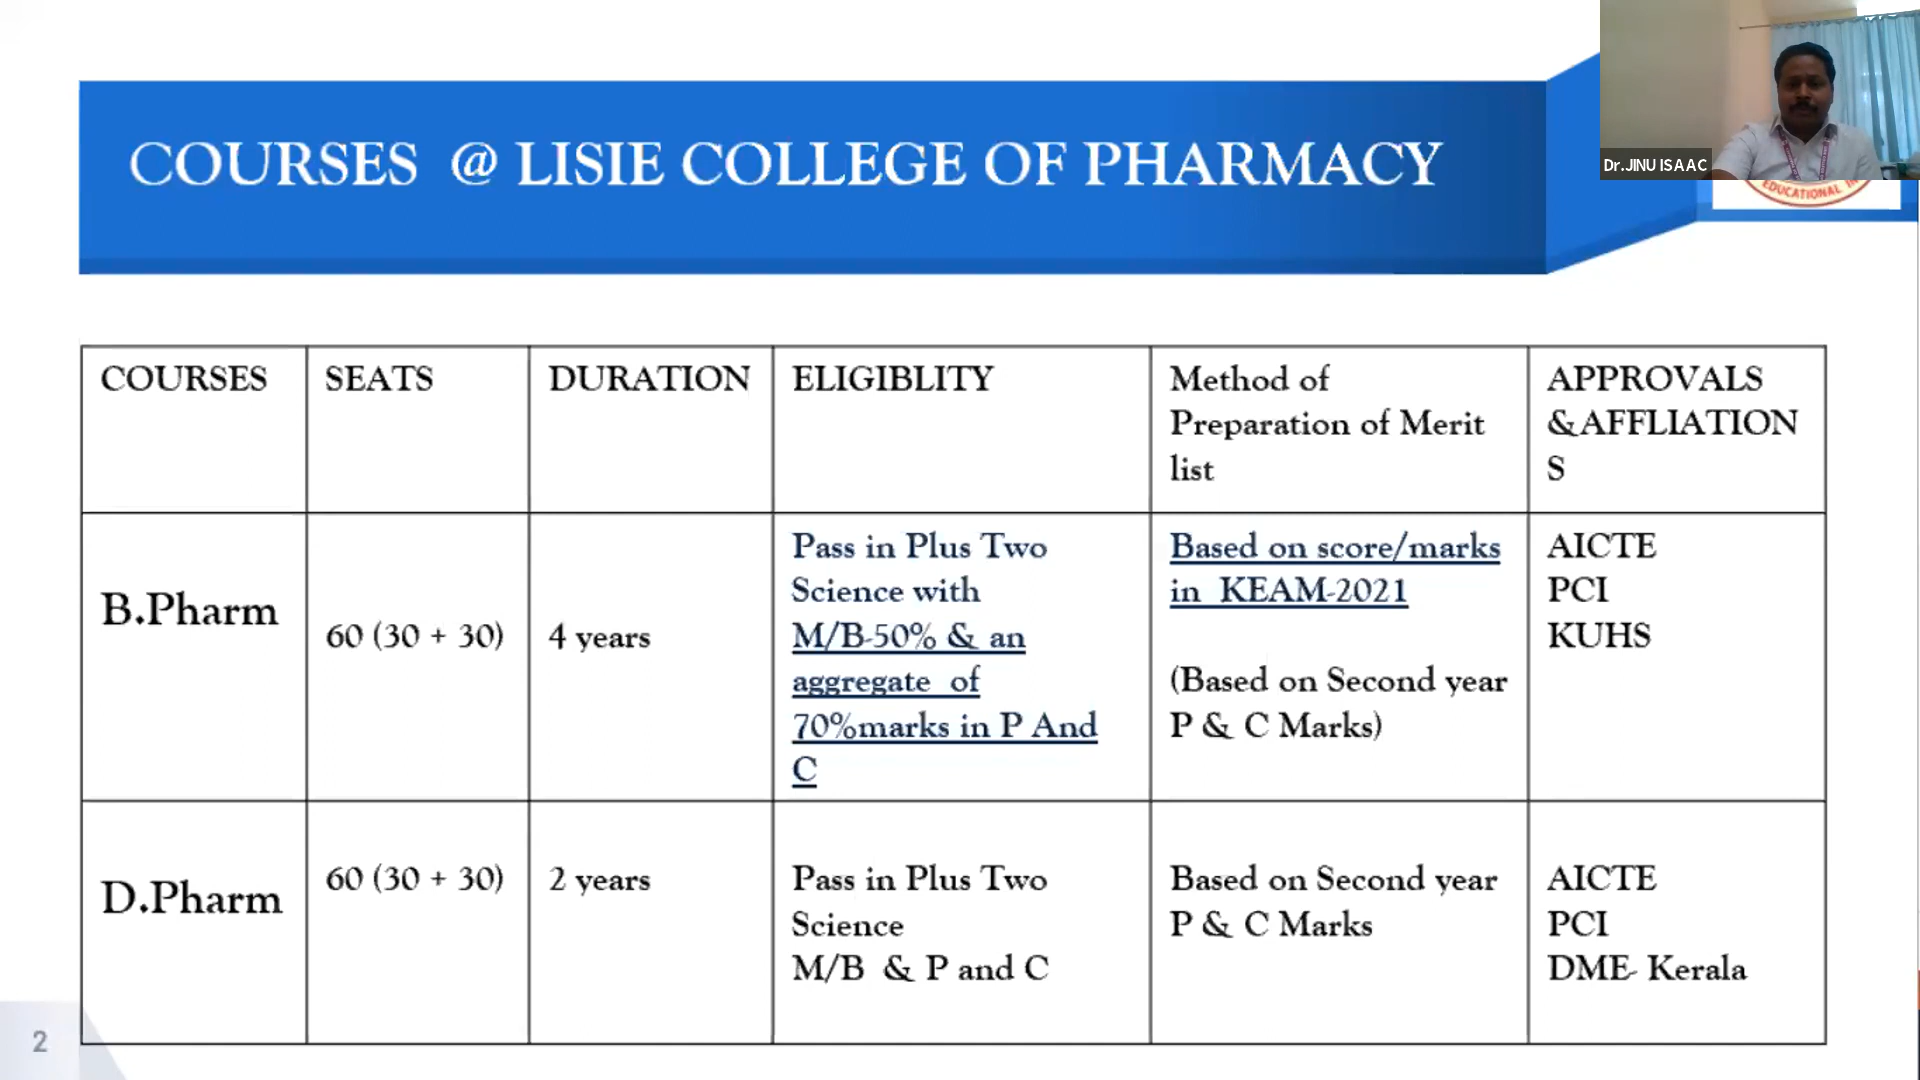 COURSES @ LISIE COLLEGE OF PHARMACY
Dr.JINU ISAAC
EDUCATIONAL
COURSES
SEATS
DURATION
ELIGIBLITY
Method of
Preparation of Merit
list
APPROVALS
&AFFLIATION
S
B.Pharm
60 (30 + 30)
4 years
Pass in Plus Two
Science with
M/B-50% & an
aggregate of
70%marks in P And
C
Based on score/marks
in KEAM-2021
(Based on Second year
P & C Marks)
AICTE
PCI
KUHS
D.Pharm
60 (30 + 30)
2 years
Pass in Plus Two
Science
M/B & P and C
Based on Second year
P & C Marks
AICTE
PCI
DME- Kerala
2